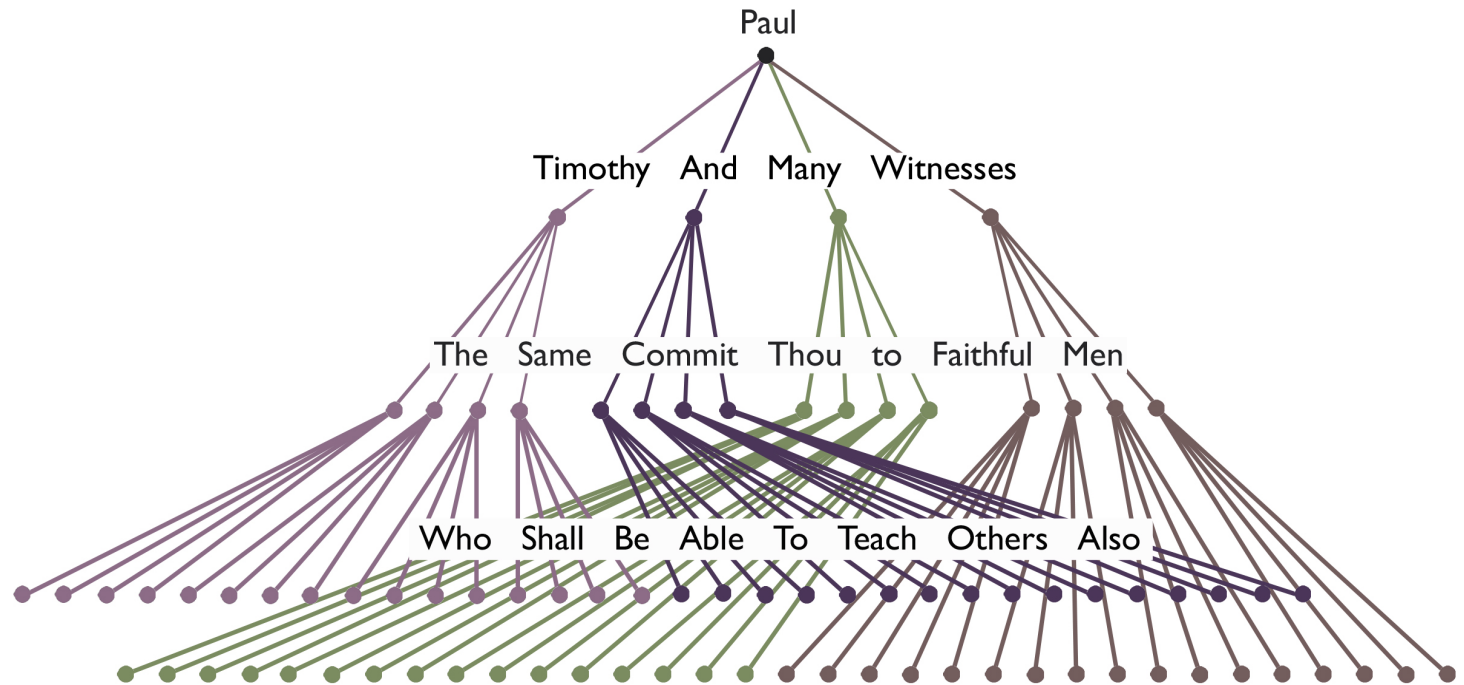 Paul
Timothy And Many Witnesses
The Same Commit Thou to Faithful Men
Who Shall Be Able To Teach Others Also